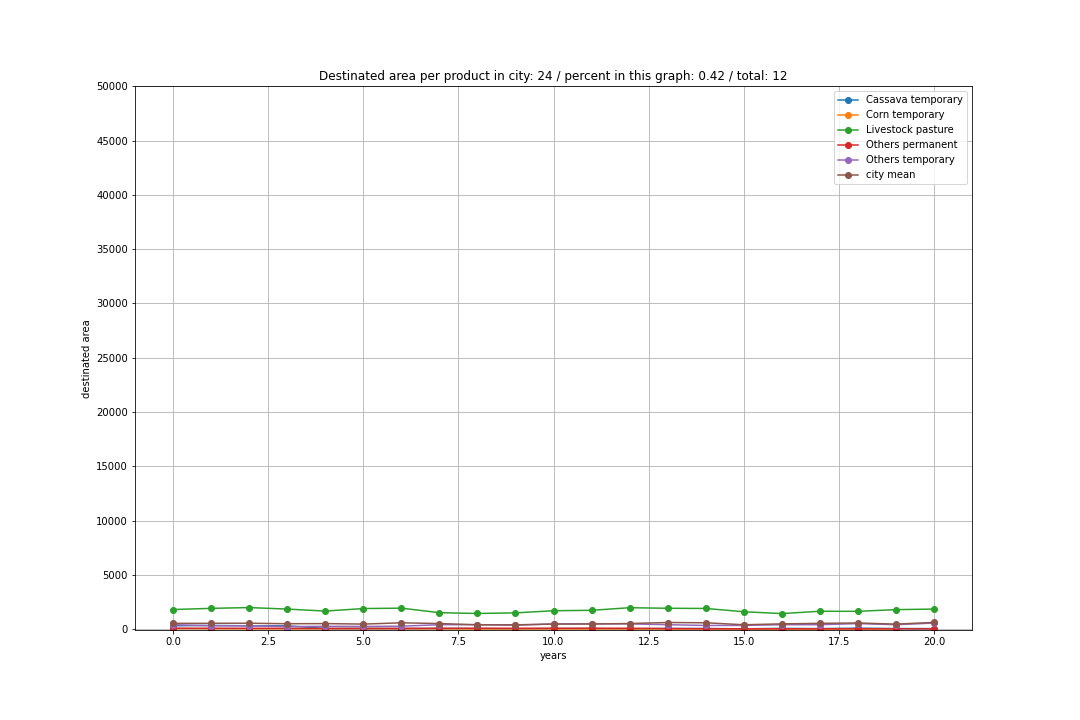 Destinated area per product in city: 24 / percent in this graph: 0.42 / total: 12
50000
45000
40000
35000
30000
25000
20000
15000
10000
5000
0
destinated area
Cassava temporary
Corn temporary
Livestock pasture
Others permanent
Others temporary
city mean
0.0 2.5 5.0 7.5 10.0 12.5 15.0 17.5 20.0
years